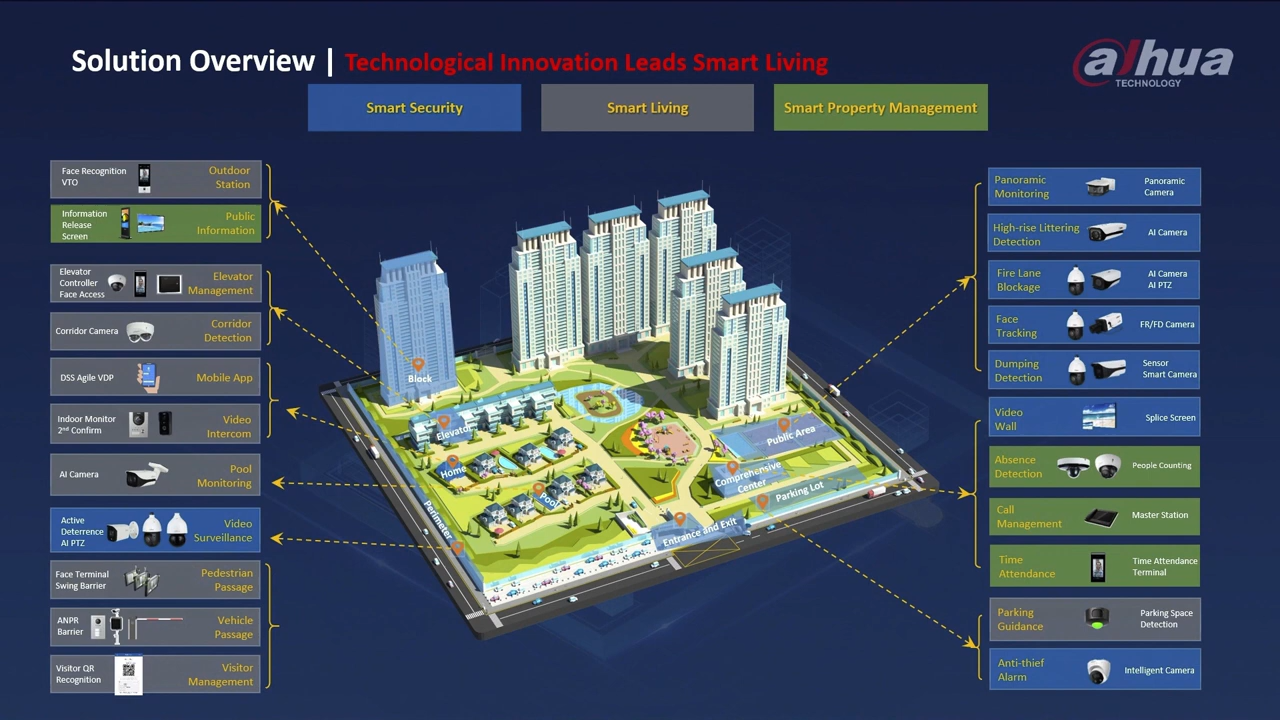 Solution Overview | Technological Innovation Leads Smart Living
alhua
TECHNOLOGY
Smart Security
Smart Living
Smart Property Management
Face Recognition
VTO
Outdoor
Station
Information
Release
Screen
Public
Information
Elevator
Controller
Face Access
Elevator
Management
Corridor Camera
Corridor
Detection
DSS Agile VDP
Mobile App
Indoor Monitor
2nd Confirm
Video
Intercom
AI Camera
Pool
Monitoring
Active
Deterrence
AI PTZ
Video
Surveillance
Face Terminal
Swing Barrier
Pedestrian
Passage
ANPR
Barrier
Vehicle
Passage
Visitor QR
Recognition
Visitor
Management
Block
Elevator
Home
Pool
Perimeter
Public Area
Comprehensive
Center
Parking Lot
Entrance and Exit
Panoramic
Monitoring
Panoramic
Camera
High-rise Littering
Detection
AI Camera
Fire Lane
Blockage
AI Camera
AI PTZ
Face
Tracking
FR/FD Camera
Dumping
Detection
Sensor
Smart Camera
Video
Wall
Splice Screen
Absence
Detection
People Counting
Call
Management
Master Station
Time
Attendance
Time Attendance
Terminal
Parking
Guidance
Parking Space
Detection
Anti-thief
Alarm
Intelligent Camera